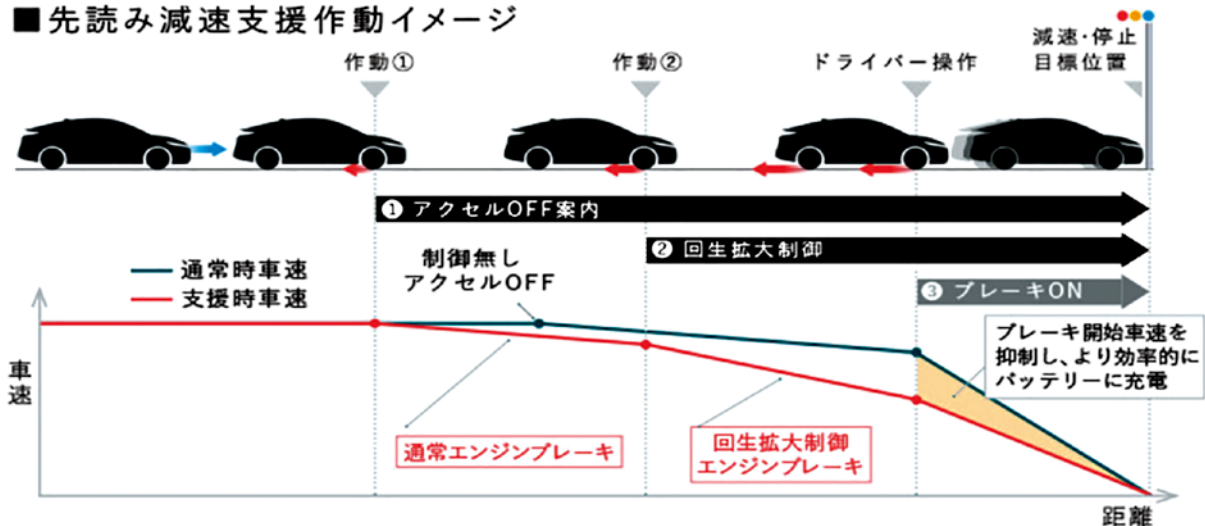 ■先読み減速支援作動イメージ
作動①
作動②
ドライバー操作
減速・停止
目標位置
❶ アクセルOFF案内
❷ 回生拡大制御
❸ ブレーキON
通常時車速
支援時車速
制御無し
アクセルOFF
ブレーキ開始車速を
抑制し、より効率的に
バッテリーに充電
車速
通常エンジンブレーキ
回生拡大制御
エンジンブレーキ
距離